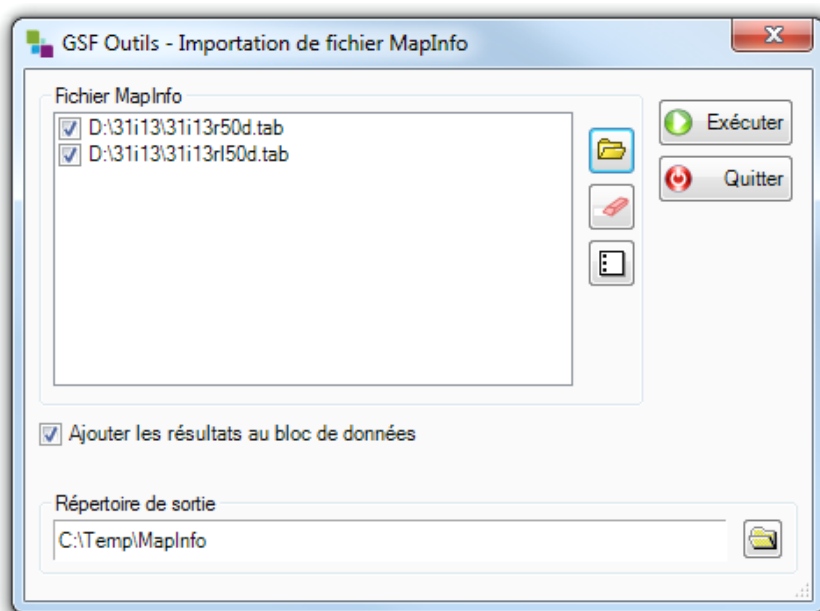 GSF Outils - Importation de fichier MapInfo
Fichier MapInfo
D:\31i13\31i13r50d.tab
D:\31i13\31i13rl50d.tab
Exécuter
Quitter
Ajouter les résultats au bloc de données
Répertoire de sortie
C:\Temp\MapInfo